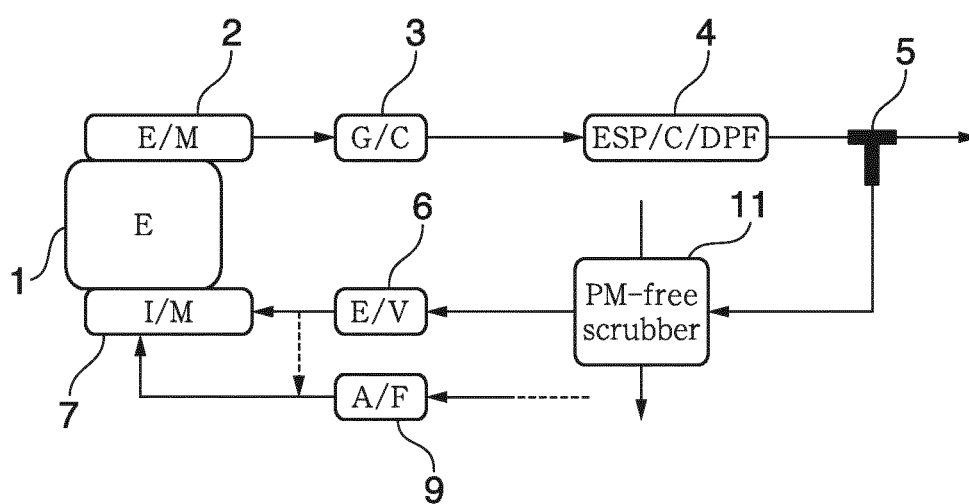 2
3
4
5
E/M
G/C
ESP/C/DPF
E
1
6
11
I/M
E/V
PM-free
scrubber
7
A/F
9